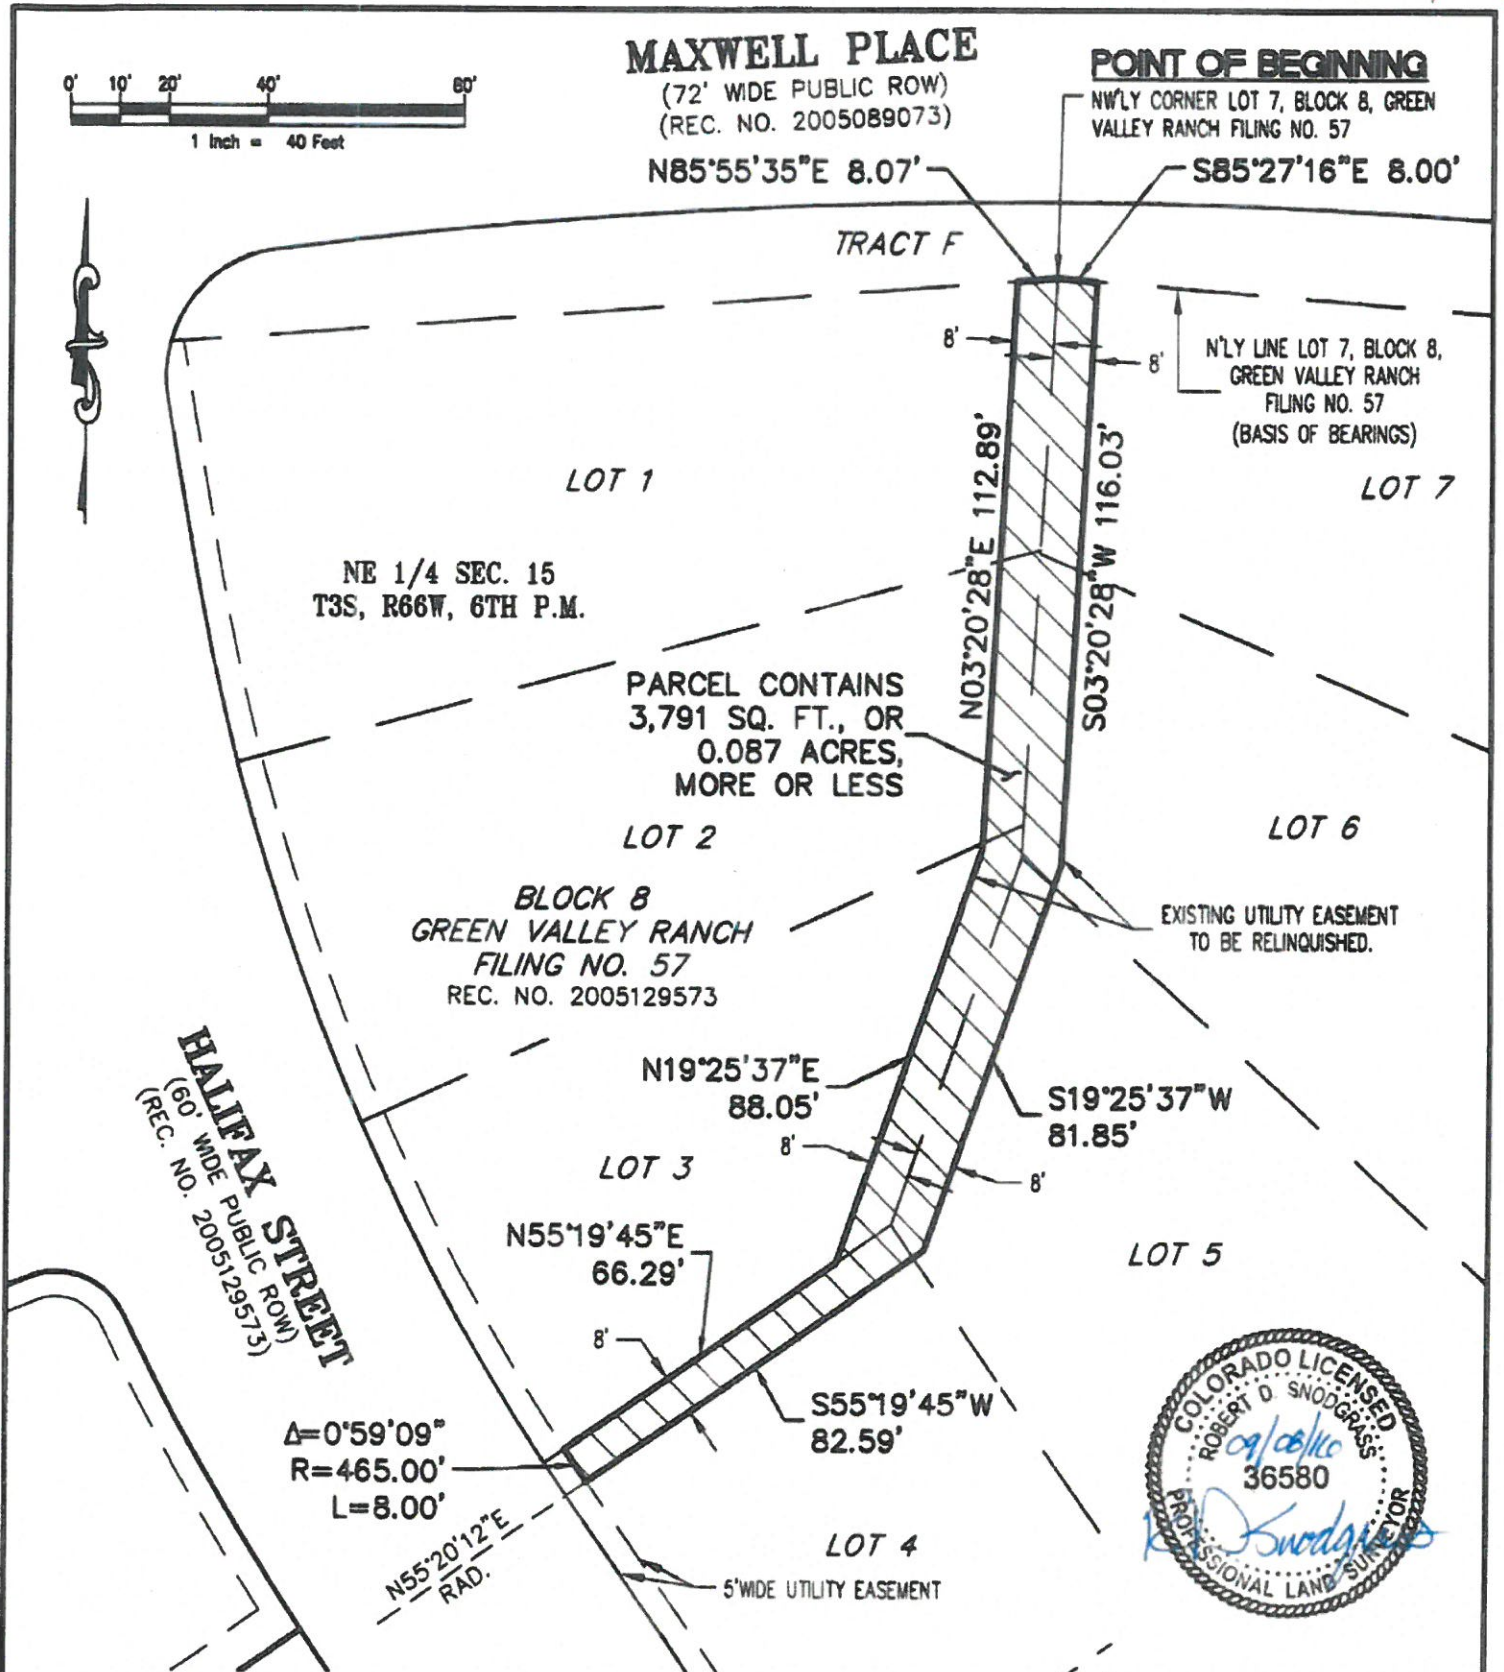 0' 10' 20' 40' 80'
1 Inch = 40 Feet
MAXWELL PLACE
(72' WIDE PUBLIC ROW)
(REC. NO. 2005089073)
POINT OF BEGINNING
NW'LY CORNER LOT 7, BLOCK 8, GREEN
VALLEY RANCH FILING NO. 57
N85°55'35"E 8.07'
S85°27'16"E 8.00'
TRACT F
8'
8'
N'LY LINE LOT 7, BLOCK 8,
GREEN VALLEY RANCH
FILING NO. 57
(BASIS OF BEARINGS)
LOT 1
LOT 7
N03°20'28"E 112.89'
S03°20'28"W 116.03'
NE 1/4 SEC. 15
T3S, R66W, 6TH P.M.
PARCEL CONTAINS
3,791 SQ. FT., OR
0.087 ACRES,
MORE OR LESS
LOT 2
LOT 6
BLOCK 8
GREEN VALLEY RANCH
FILING NO. 57
REC. NO. 2005129573
EXISTING UTILITY EASEMENT
TO BE RELINQUISHED.
HALIFAX STREET
(60' WIDE PUBLIC ROW)
(REC. NO. 2005129573)
N19°25'37"E
88.05'
S19°25'37"W
81.85'
8'
8'
LOT 3
N55°19'45"E
66.29'
LOT 5
8'
S55°19'45"W
82.59'
Δ=0°59'09"
R=465.00'
L=8.00'
N55°20'12"E
RAD.
LOT 4
5'WIDE UTILITY EASEMENT
COLORADO LICENSED
ROBERT D. SNODGRASS
36580
PROFESSIONAL LAND SURVEYOR